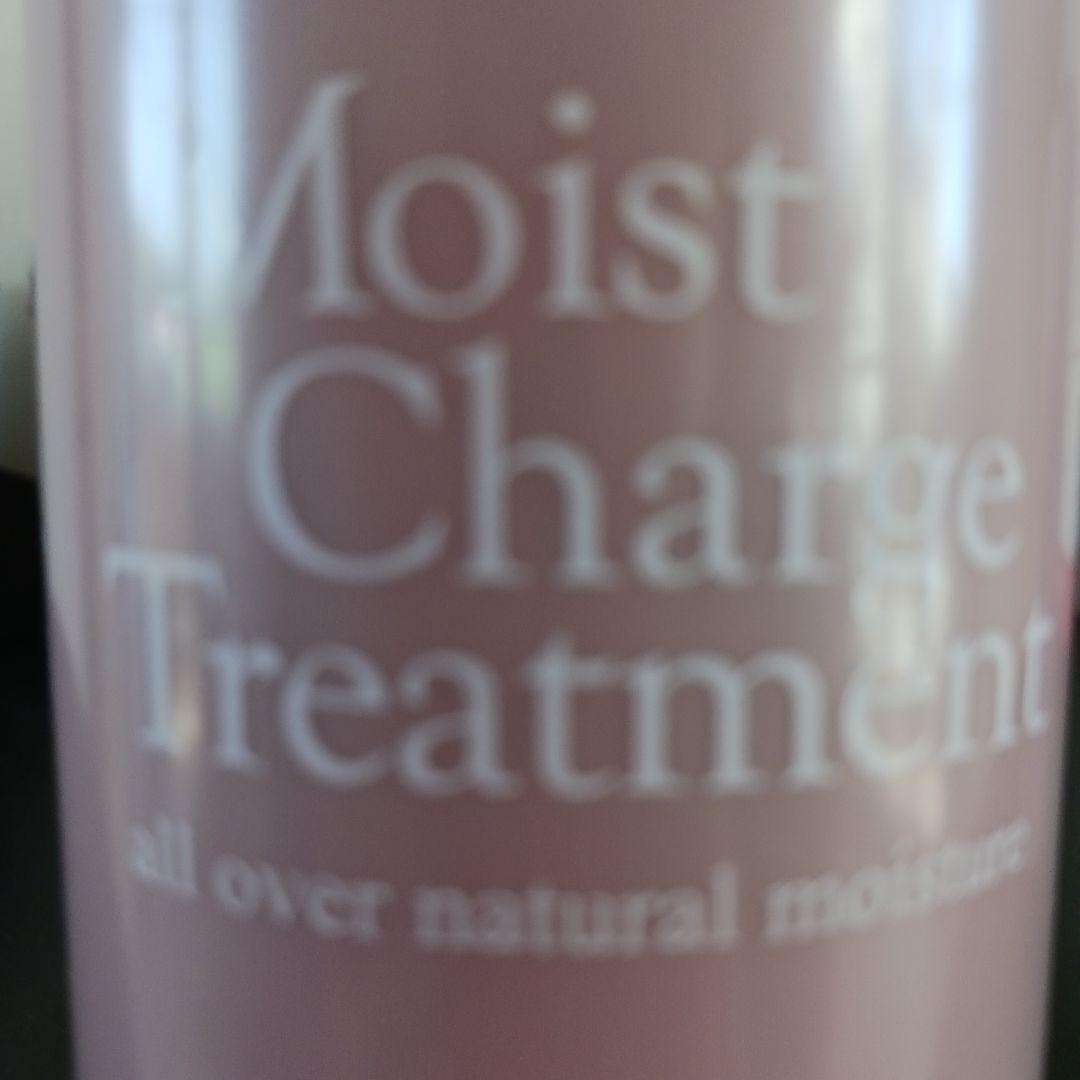 Moist
Charge
Treatment
all over natural moisture